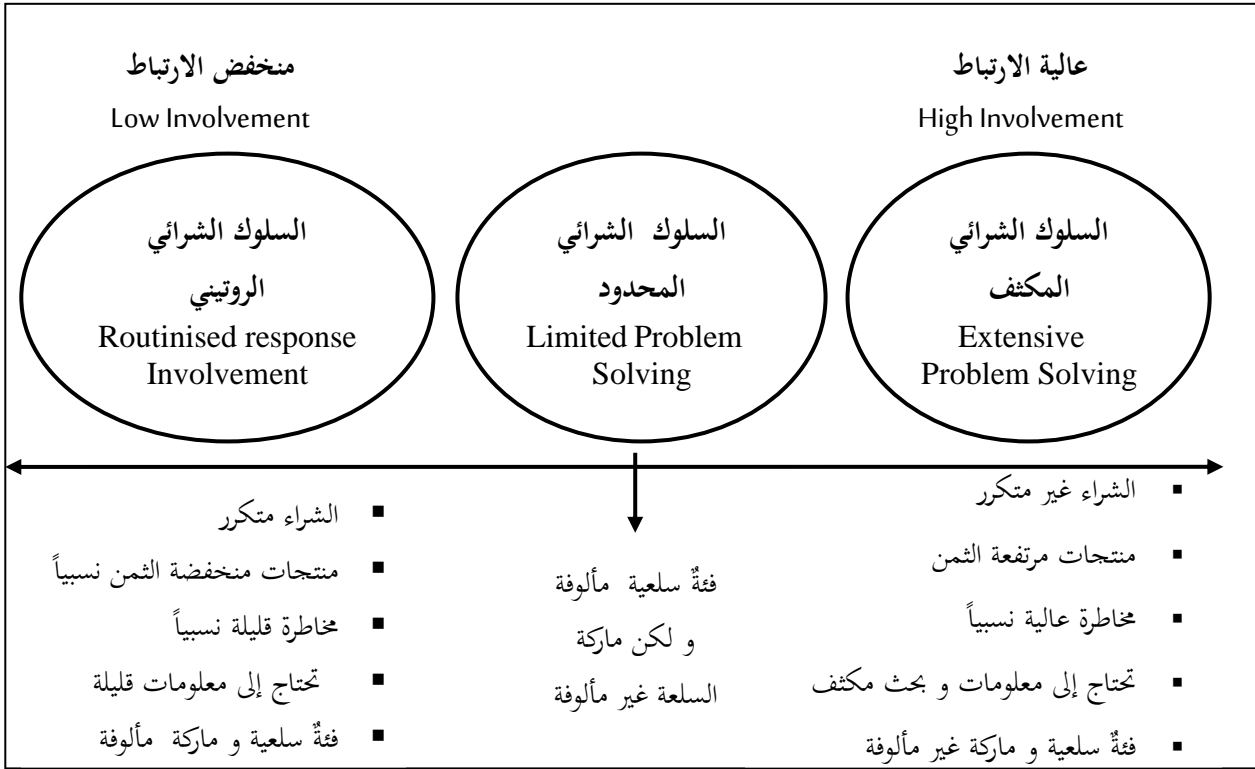 عالية الارتباط
High Involvement
منخفض الارتباط
Low Involvement
السلوك الشرائي
المكثف
Extensive
Problem Solving
السلوك الشرائي
المحدود
Limited Problem
Solving
السلوك الشرائي
الروتيني
Routinised response
Involvement
▪ الشراء غير متكرر
▪ منتجات مرتفعة الثمن
▪ مخاطرة عالية نسبياً
▪ تحتاج إلى معلومات و بحث مكثف
▪ فئةٌ سلعية و ماركة غير مألوفة
فئةٌ سلعية مألوفة
و لكن ماركة
السلعة غير مألوفة
▪ الشراء متكرر
▪ منتجات منخفضة الثمن نسبياً
▪ مخاطرة قليلة نسبياً
▪ تحتاج إلى معلومات قليلة
▪ فئةٌ سلعية و ماركة مألوفة